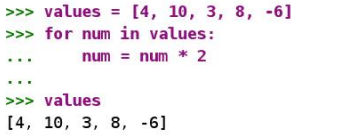 >>> values = [4, 10, 3, 8, -6]
>>> for num in values:
...     num = num * 2
...
>>> values
[4, 10, 3, 8, -6]